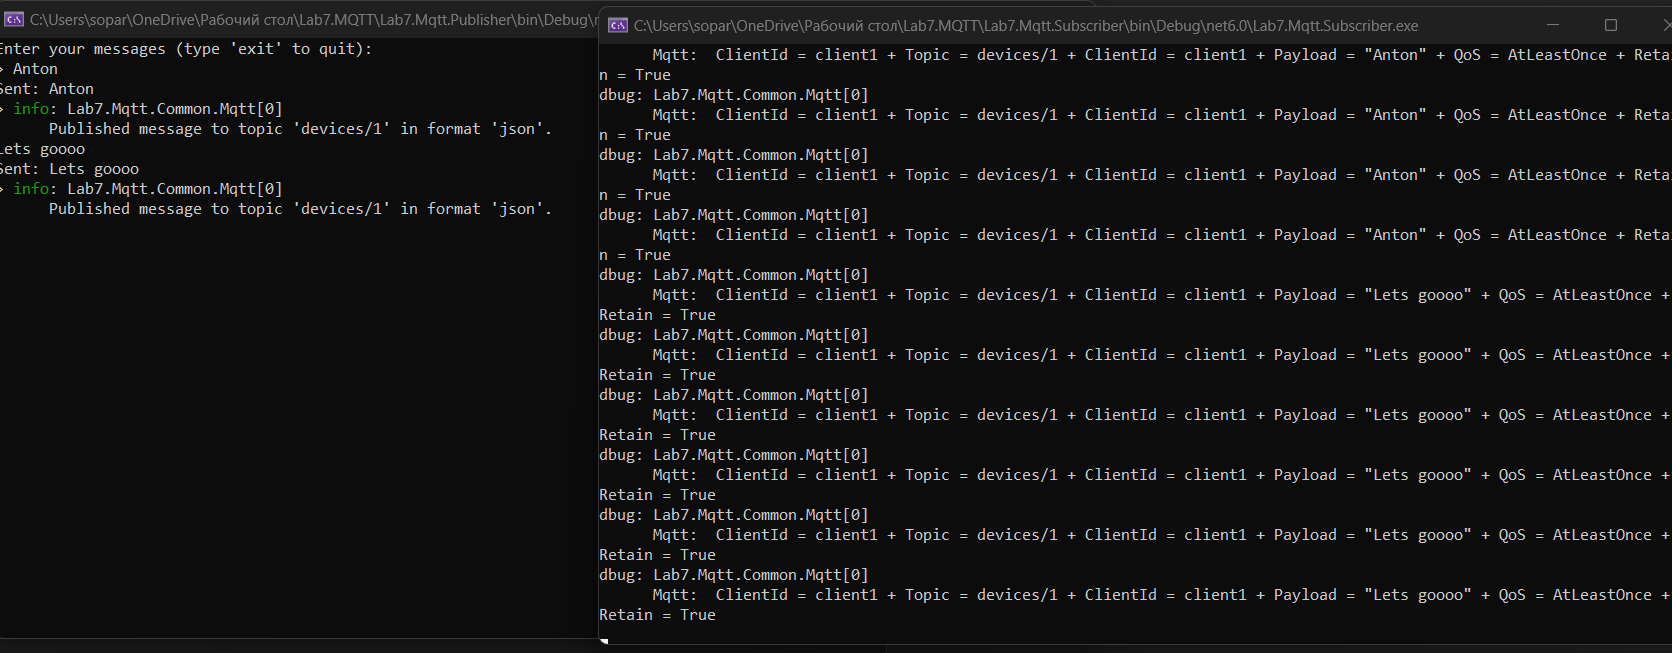 C:\Users\sopar\OneDrive\Рабочий стол\Lab7.MQTT\Lab7.Mqtt.Publisher\bin\Debug\
Enter your messages (type 'exit' to quit):
> Anton
Sent: Anton
> info: Lab7.Mqtt.Common.Mqtt[0]
Published message to topic 'devices/1' in format 'json'.
Lets goooo
Sent: Lets goooo
> info: Lab7.Mqtt.Common.Mqtt[0]
Published message to topic 'devices/1' in format 'json'.
C:\Users\sopar\OneDrive\Рабочий стол\Lab7.MQTT\Lab7.Mqtt.Subscriber\bin\Debug\net6.0\Lab7.Mqtt.Subscriber.exe
Mqtt:  ClientId = client1 + Topic = devices/1 + ClientId = client1 + Payload = "Anton" + QoS = AtLeastOnce + Retai
n = True
dbug: Lab7.Mqtt.Common.Mqtt[0]
Mqtt:  ClientId = client1 + Topic = devices/1 + ClientId = client1 + Payload = "Anton" + QoS = AtLeastOnce + Retai
n = True
dbug: Lab7.Mqtt.Common.Mqtt[0]
Mqtt:  ClientId = client1 + Topic = devices/1 + ClientId = client1 + Payload = "Anton" + QoS = AtLeastOnce + Retai
n = True
dbug: Lab7.Mqtt.Common.Mqtt[0]
Mqtt:  ClientId = client1 + Topic = devices/1 + ClientId = client1 + Payload = "Anton" + QoS = AtLeastOnce + Retai
n = True
dbug: Lab7.Mqtt.Common.Mqtt[0]
Mqtt:  ClientId = client1 + Topic = devices/1 + ClientId = client1 + Payload = "Lets goooo" + QoS = AtLeastOnce +
Retain = True
dbug: Lab7.Mqtt.Common.Mqtt[0]
Mqtt:  ClientId = client1 + Topic = devices/1 + ClientId = client1 + Payload = "Lets goooo" + QoS = AtLeastOnce +
Retain = True
dbug: Lab7.Mqtt.Common.Mqtt[0]
Mqtt:  ClientId = client1 + Topic = devices/1 + ClientId = client1 + Payload = "Lets goooo" + QoS = AtLeastOnce +
Retain = True
dbug: Lab7.Mqtt.Common.Mqtt[0]
Mqtt:  ClientId = client1 + Topic = devices/1 + ClientId = client1 + Payload = "Lets goooo" + QoS = AtLeastOnce +
Retain = True
dbug: Lab7.Mqtt.Common.Mqtt[0]
Mqtt:  ClientId = client1 + Topic = devices/1 + ClientId = client1 + Payload = "Lets goooo" + QoS = AtLeastOnce +
Retain = True
dbug: Lab7.Mqtt.Common.Mqtt[0]
Mqtt:  ClientId = client1 + Topic = devices/1 + ClientId = client1 + Payload = "Lets goooo" + QoS = AtLeastOnce +
Retain = True